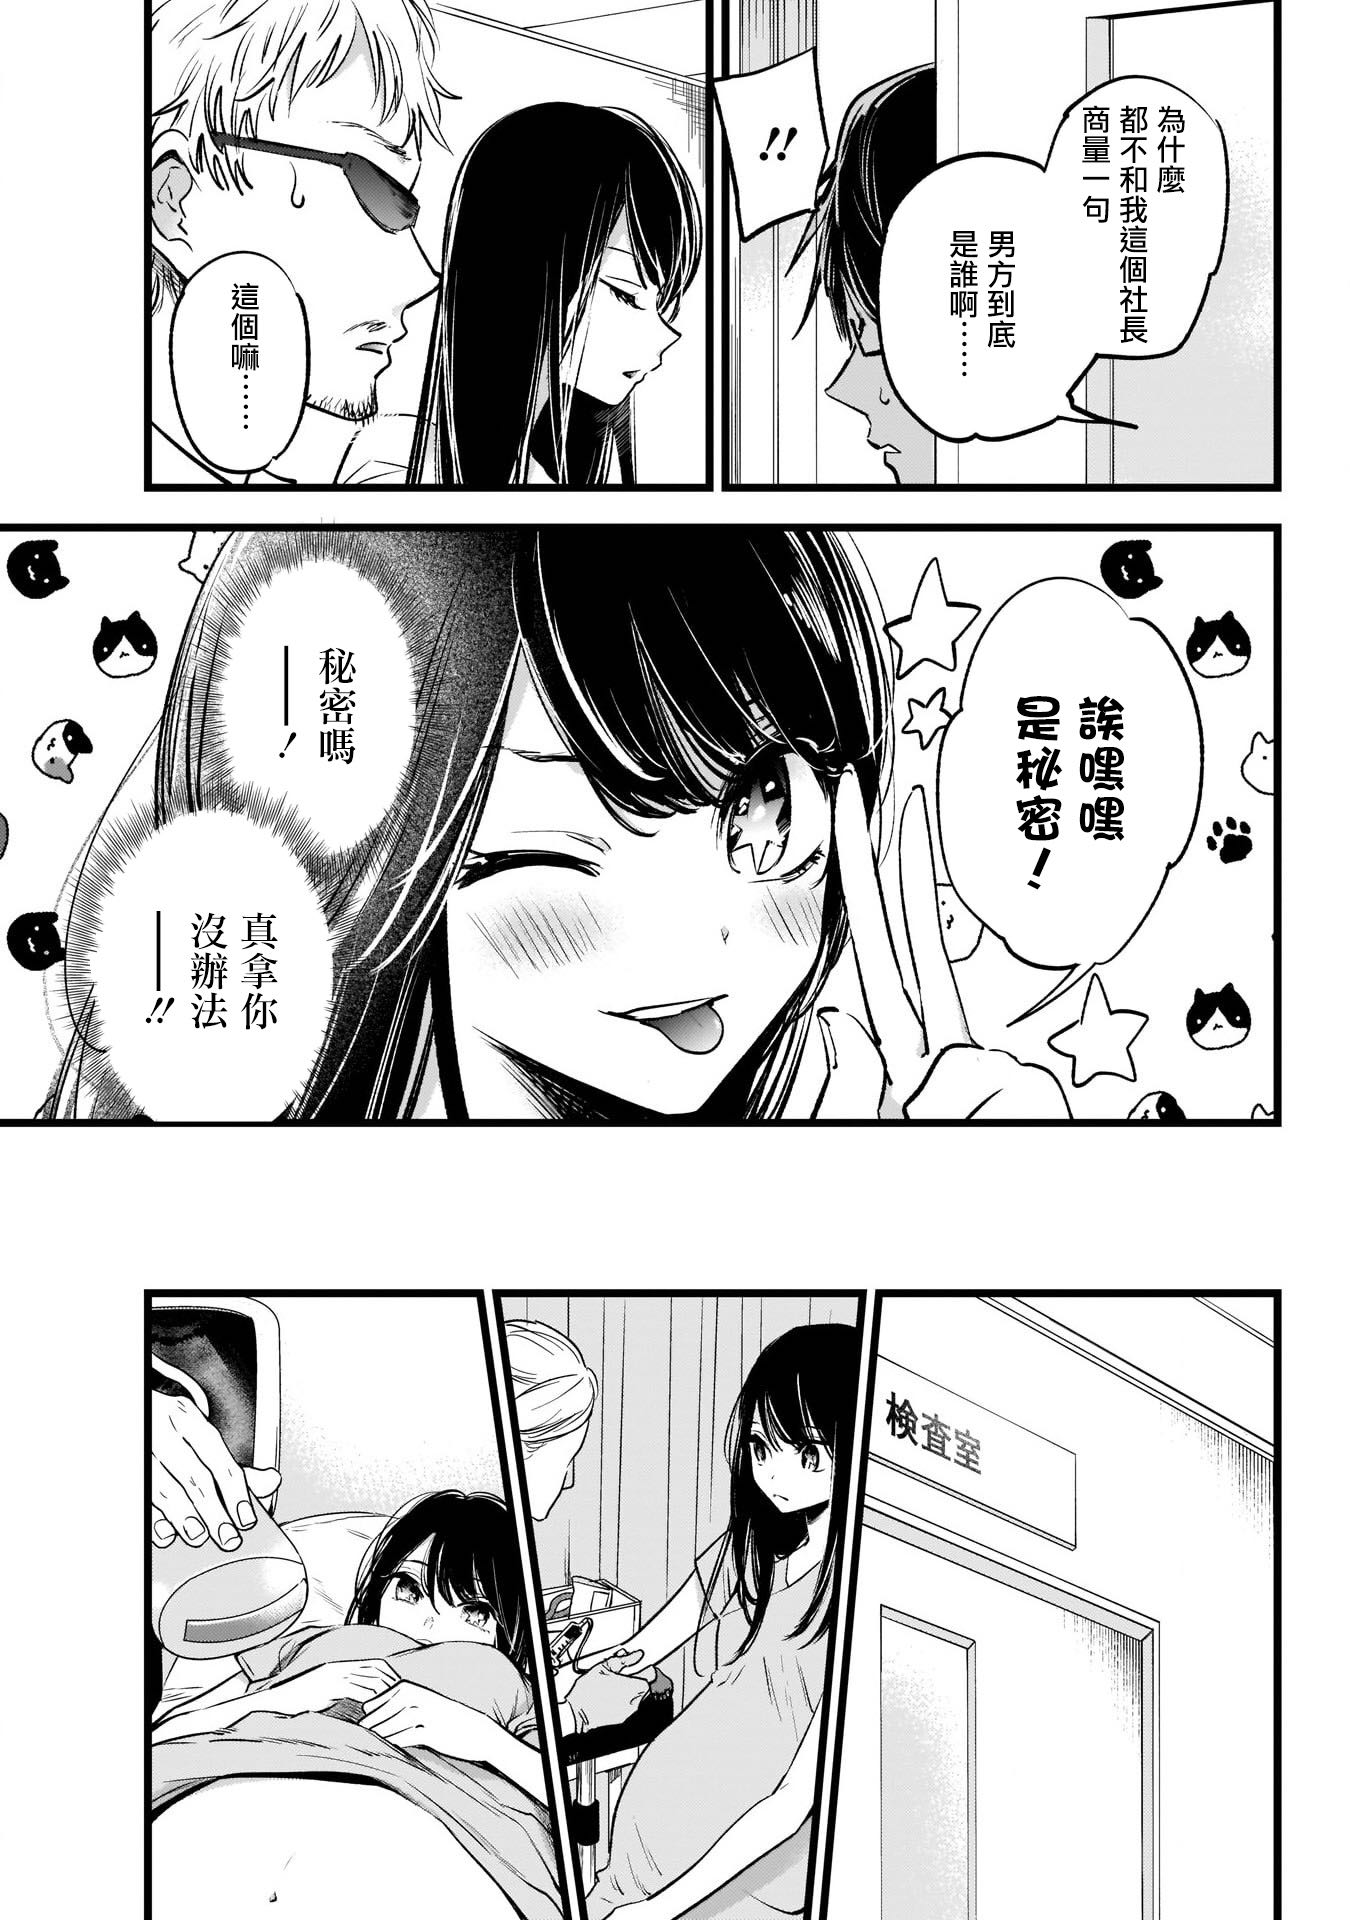 為什麼
都不和我這個社長
商量一句
男方到底
是誰啊……
!!
這個嘛……
誒嘿嘿
是秘密！
秘密嗎
——！
真拿你
沒辦法
——!!
検査室